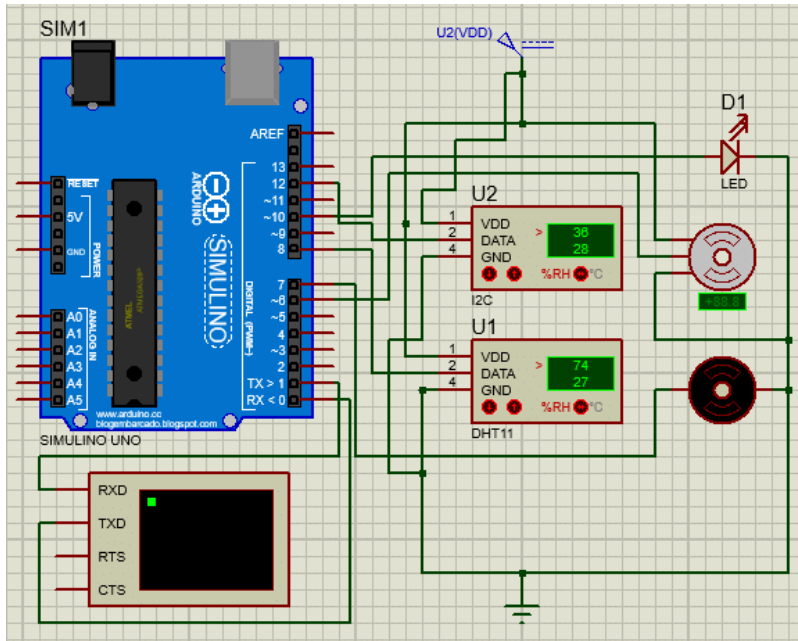 SIM1
AREF
13
12
~11
~10
~9
8
7
~6
~5
4
~3
2
TX > 1
RX < 0
RESET
5V
GND
POWER
A0
A1
A2
A3
A4
A5
ANALOG IN
ATMEL
ARDUINO
SIMULINO
DIGITAL (PWM~)
www.arduino.cc
blogembarcado.blogspot.com
SIMULINO UNO
RXD
TXD
RTS
CTS
U2(VDD)
D1
LED
U2
1 VDD
2 DATA
4 GND
> 36
28
%RH °C
I2C
U1
1 VDD
2 DATA
4 GND
> 74
27
%RH °C
DHT11
+88.8